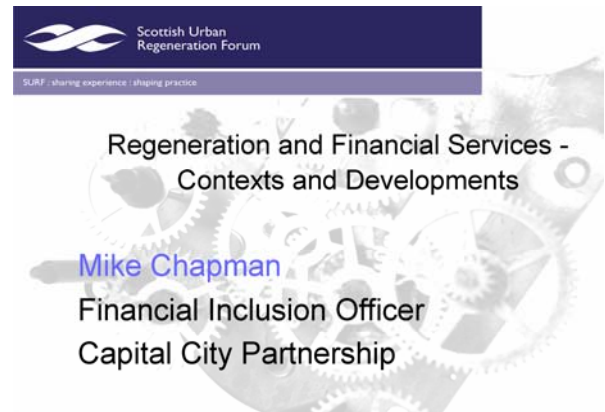 Scottish Urban
Regeneration Forum
SURF : sharing experience : shaping practice
Regeneration and Financial Services -
Contexts and Developments
Mike Chapman
Financial Inclusion Officer
Capital City Partnership